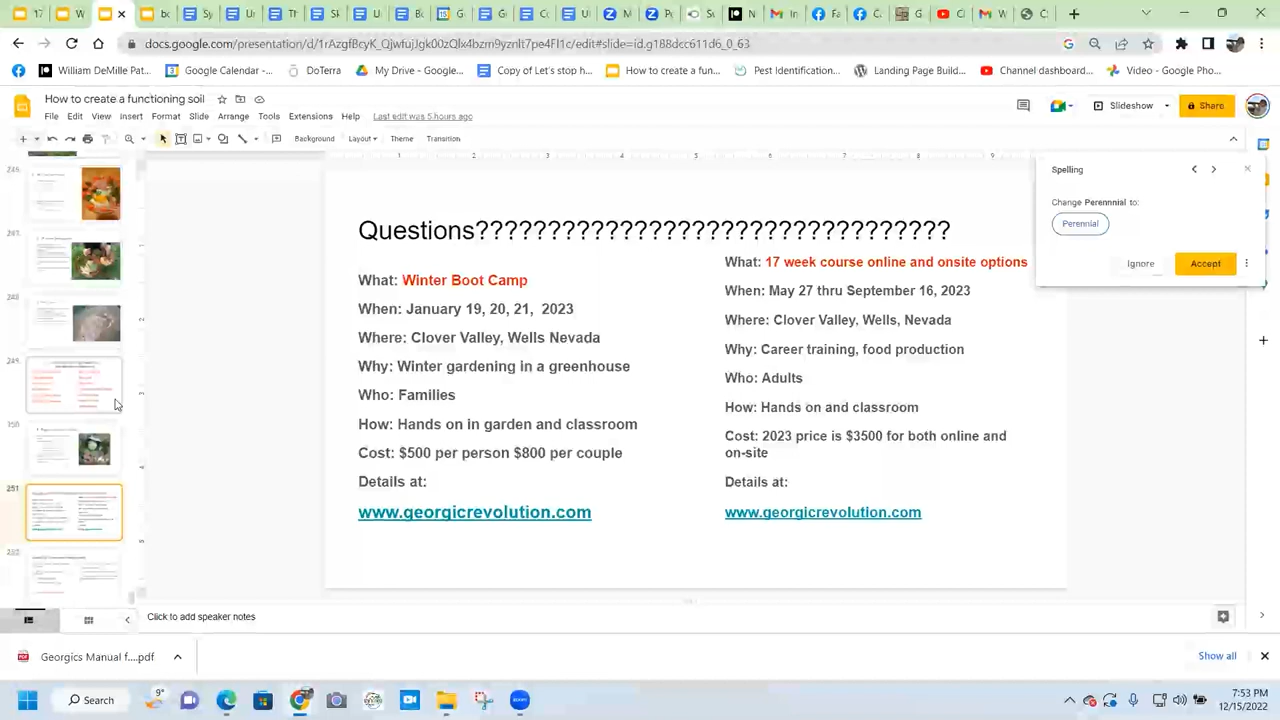 docs.google.com/presentation/d/
William DeMille Pat...
Google Calendar -...
DoTerra
My Drive - Google...
Copy of Let's stop h...
How to create a fun...
Pest Identification...
Landing Page Build...
Channel dashboard...
Video - Google Pho...
How to create a functioning soil
File Edit View Insert Format Slide Arrange Tools Extensions Help Last edit was 5 hours ago
Slideshow
Share
Background Layout Theme Transition
Spelling
Change Perennnial to:
Perennial
Ignore
Accept
Questions????????????????????????????????
What: Winter Boot Camp
When: January 19, 20, 21, 2023
Where: Clover Valley, Wells Nevada
Why: Winter gardening in a greenhouse
Who: Families
How: Hands on in garden and classroom
Cost: $500 per person $800 per couple
Details at:
www.georgicrevolution.com
What: 17 week course online and onsite options
When: May 27 thru September 16, 2023
Where: Clover Valley, Wells, Nevada
Why: Career training, food production
Who: Adults
How: Hands on and classroom
Cost: 2023 price is $3500 for both online and
on-site
Details at:
www.georgicrevolution.com
251
Click to add speaker notes
Georgics Manual f....pdf
Show all
9°
Search
7:53 PM
12/15/2022